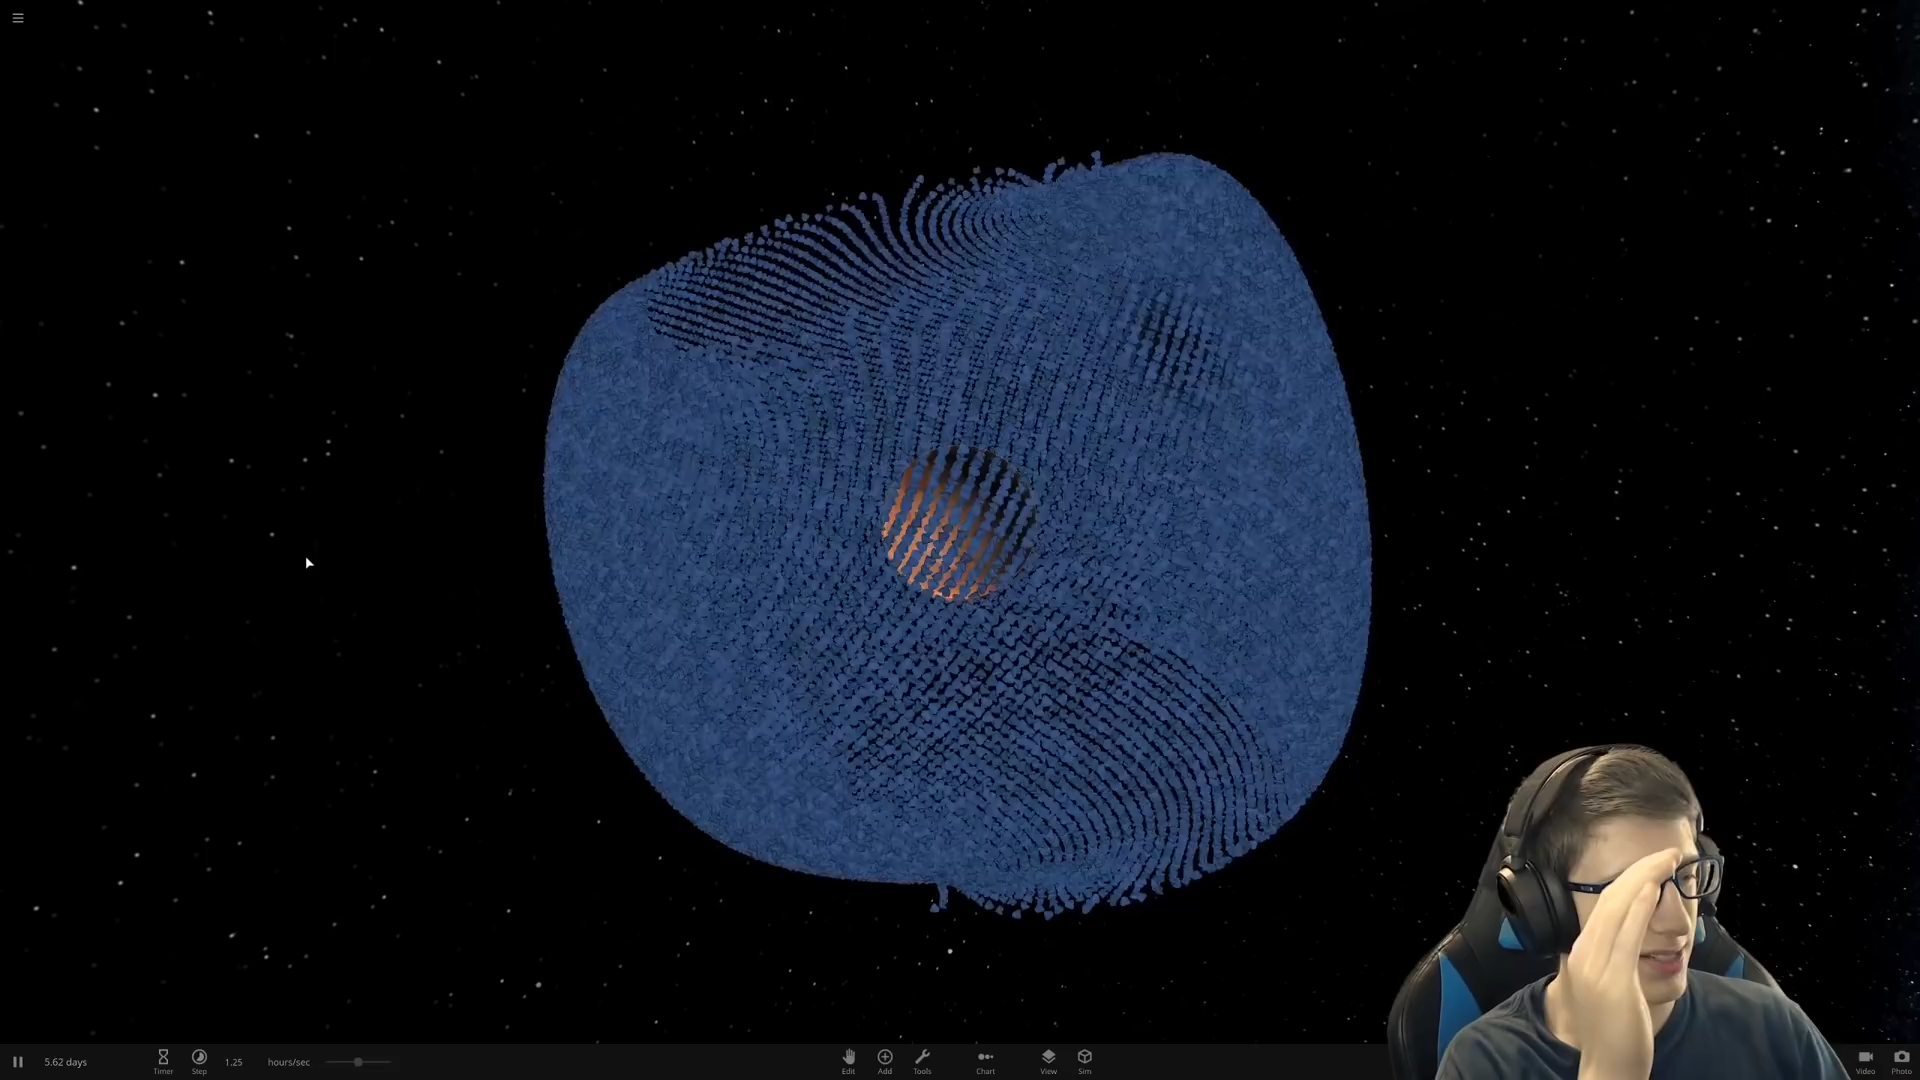 5.62 days
Timer
Step
1.25
hours/sec
Edit
Add
Tools
Chart
View
Sim
Video
Photo